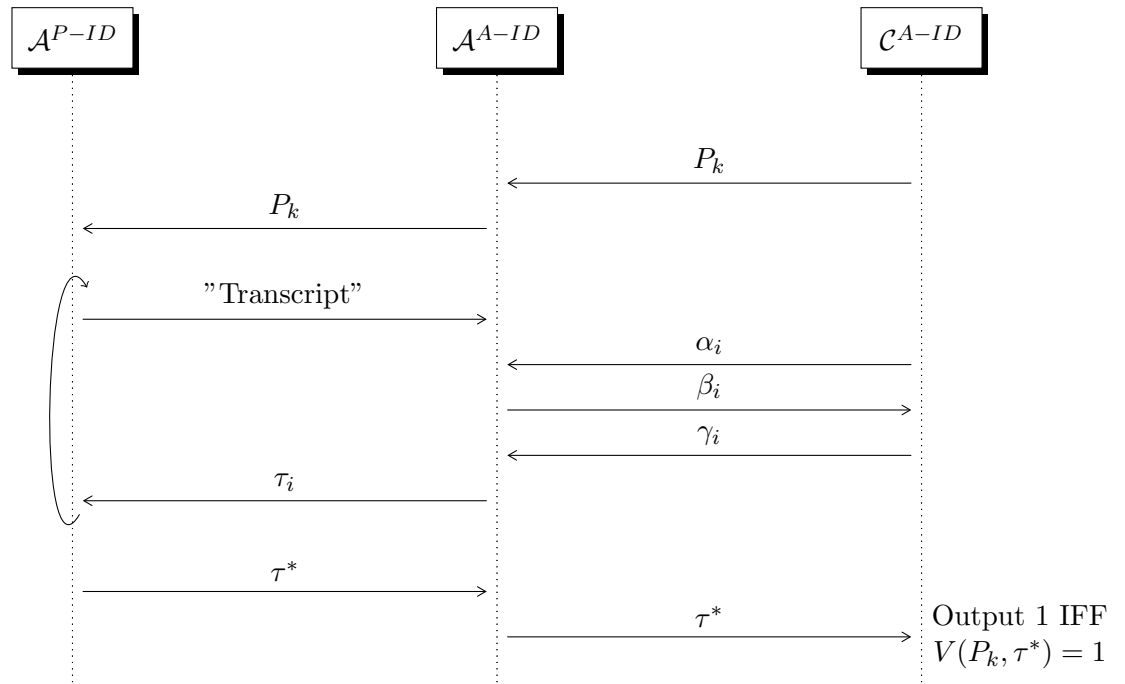 𝒜^{P−ID}
𝒜^{A−ID}
𝒞^{A−ID}
P_k
P_k
”Transcript”
α_i
β_i
γ_i
τ_i
τ*
τ*
Output 1 IFF
V(P_k, τ*) = 1